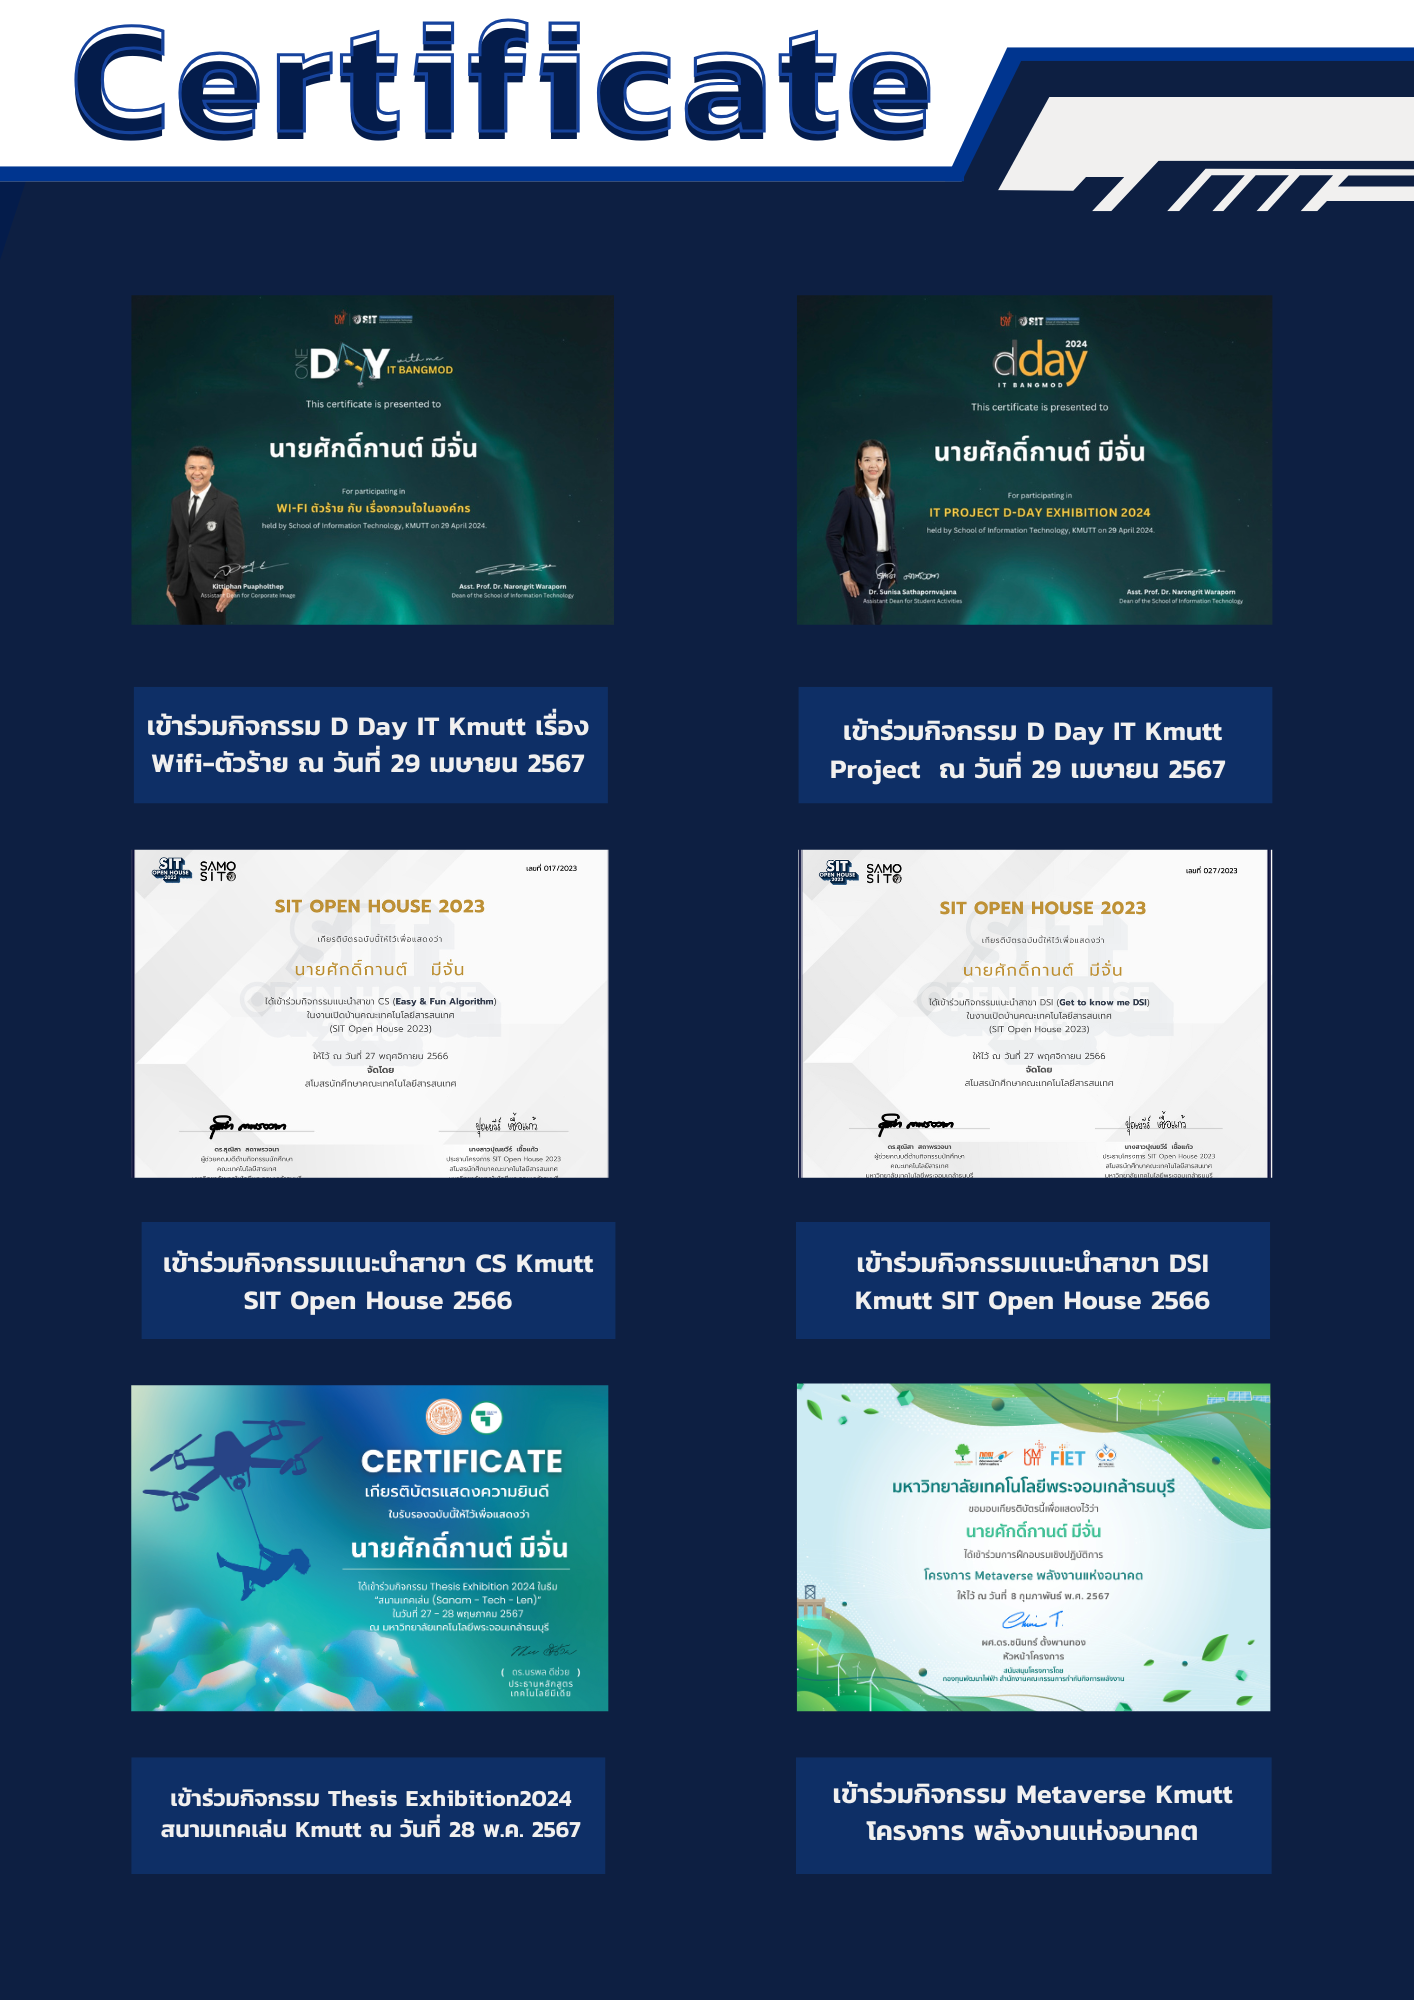 Certificate
KMUTT SIT
ONE DAY with me
IT BANGMOD
This certificate is presented to
นายศักดิ์กานต์ มีจั่น
For participating in
WI-FI ตัวร้าย กับ เรื่องกวนใจในองค์กร
held by School of Information Technology, KMUTT on 29 April 2024.
Kittiphan Puapholthep
Assistant Dean for Corporate Image
Asst. Prof. Dr. Narongrit Waraporn
Dean of the School of Information Technology
KMUTT SIT
dday 2024
IT BANGMOD
This certificate is presented to
นายศักดิ์กานต์ มีจั่น
For participating in
IT PROJECT D-DAY EXHIBITION 2024
held by School of Information Technology, KMUTT on 29 April 2024.
Dr. Sunisa Sathapornvajana
Assistant Dean for Student Activities
Asst. Prof. Dr. Narongrit Waraporn
Dean of the School of Information Technology
เข้าร่วมกิจกรรม D Day IT Kmutt เรื่อง
Wifi-ตัวร้าย ณ วันที่ 29 เมษายน 2567
เข้าร่วมกิจกรรม D Day IT Kmutt
Project ณ วันที่ 29 เมษายน 2567
SIT OPEN HOUSE 2023
SAMO SIT
เลขที่ 017/2023
SIT OPEN HOUSE 2023
เกียรติบัตรฉบับนี้ให้ไว้เพื่อแสดงว่า
นายศักดิ์กานต์ มีจั่น
ได้เข้าร่วมกิจกรรมแนะนำสาขา CS (Easy & Fun Algorithm)
ในงานเปิดบ้านคณะเทคโนโลยีสารสนเทศ
(SIT Open House 2023)
ให้ไว้ ณ วันที่ 27 พฤศจิกายน 2566
จัดโดย
สโมสรนักศึกษาคณะเทคโนโลยีสารสนเทศ
ดร.สุณิสา สถาพรวจนา
ผู้ช่วยคณบดีด้านกิจกรรมนักศึกษา
คณะเทคโนโลยีสารเทศ
นางสาวปุณยวีร์ เชื้อแก้ว
ประธานโครงการ SIT Open House 2023
สโมสรนักศึกษาคณะเทคโนโลยีสารสนเทศ
SIT OPEN HOUSE 2023
SAMO SIT
เลขที่ 027/2023
SIT OPEN HOUSE 2023
เกียรติบัตรฉบับนี้ให้ไว้เพื่อแสดงว่า
นายศักดิ์กานต์ มีจั่น
ได้เข้าร่วมกิจกรรมแนะนำสาขา DSI (Get to know me DSI)
ในงานเปิดบ้านคณะเทคโนโลยีสารสนเทศ
(SIT Open House 2023)
ให้ไว้ ณ วันที่ 27 พฤศจิกายน 2566
จัดโดย
สโมสรนักศึกษาคณะเทคโนโลยีสารสนเทศ
ดร.สุณิสา สถาพรวจนา
ผู้ช่วยคณบดีด้านกิจกรรมนักศึกษา
คณะเทคโนโลยีสารเทศ
มหาวิทยาลัยเทคโนโลยีพระจอมเกล้าธนบุรี
นางสาวปุณยวีร์ เชื้อแก้ว
ประธานโครงการ SIT Open House 2023
สโมสรนักศึกษาคณะเทคโนโลยีสารสนเทศ
มหาวิทยาลัยเทคโนโลยีพระจอมเกล้าธนบุรี
เข้าร่วมกิจกรรมแนะนำสาขา CS Kmutt
SIT Open House 2566
เข้าร่วมกิจกรรมแนะนำสาขา DSI
Kmutt SIT Open House 2566
CERTIFICATE
เกียรติบัตรแสดงความยินดี
ใบรับรองฉบับนี้ให้ไว้เพื่อแสดงว่า
นายศักดิ์กานต์ มีจั่น
ได้เข้าร่วมกิจกรรม Thesis Exhibition 2024 ในธีม
"สนามเทคเล่น (Sanam - Tech - Len)"
ในวันที่ 27 - 28 พฤษภาคม 2567
ณ มหาวิทยาลัยเทคโนโลยีพระจอมเกล้าธนบุรี
( ดร.บรพล ดีช่วย )
ประธานหลักสูตร
เทคโนโลยีมีเดีย
KMUTT FIET
มหาวิทยาลัยเทคโนโลยีพระจอมเกล้าธนบุรี
ขอมอบเกียรติบัตรนี้เพื่อแสดงไว้ว่า
นายศักดิ์กานต์ มีจั่น
ได้เข้าร่วมการฝึกอบรมเชิงปฏิบัติการ
โครงการ Metaverse พลังงานแห่งอนาคต
ให้ไว้ ณ วันที่ 8 กุมภาพันธ์ พ.ศ. 2567
ผศ.ดร.ชนินทร์ ตั้งพานทอง
หัวหน้าโครงการ
สนับสนุนโครงการโดย
กองทุนพัฒนาไฟฟ้า สำนักงานคณะกรรมการกำกับกิจการพลังงาน
เข้าร่วมกิจกรรม Thesis Exhibition2024
สนามเทคเล่น Kmutt ณ วันที่ 28 พ.ค. 2567
เข้าร่วมกิจกรรม Metaverse Kmutt
โครงการ พลังงานแห่งอนาคต